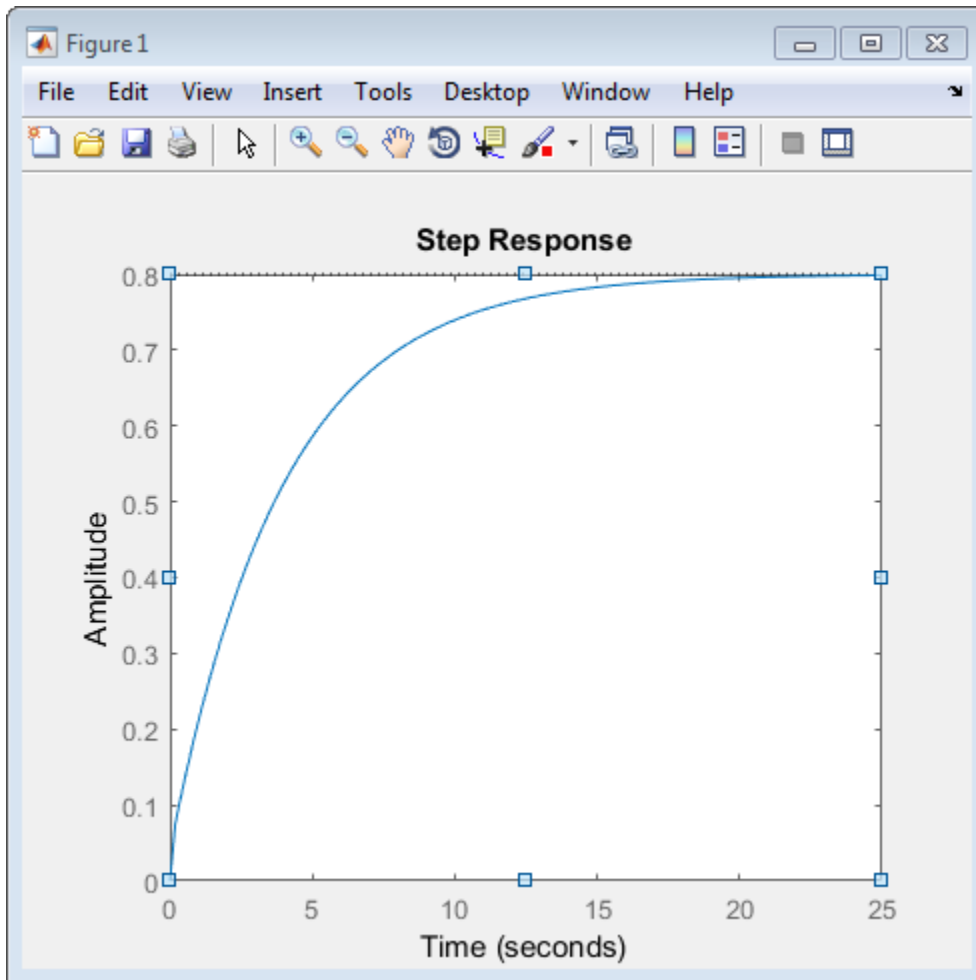 Figure 1
File Edit View Insert Tools Desktop Window Help
Step Response
0.8
0.7
0.6
0.5
0.4
0.3
0.2
0.1
0
Amplitude
0 5 10 15 20 25
Time (seconds)